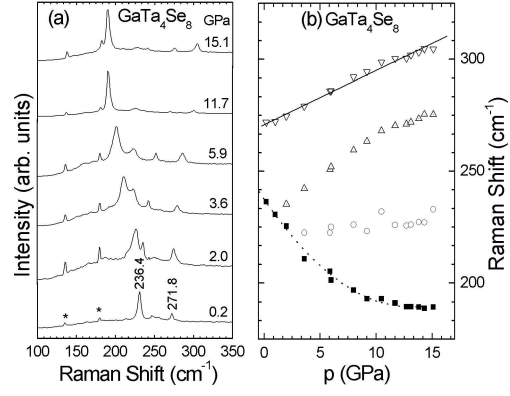 (a) GaTa4Se8 GPa
15.1
11.7
5.9
3.6
2.0
236.4
271.8
0.2
* *
100 150 200 250 300 350
Raman Shift (cm-1)
Intensity (arb. units)
(b) GaTa4Se8
300
250
200
0 5 10 15
p (GPa)
Raman Shift (cm-1)